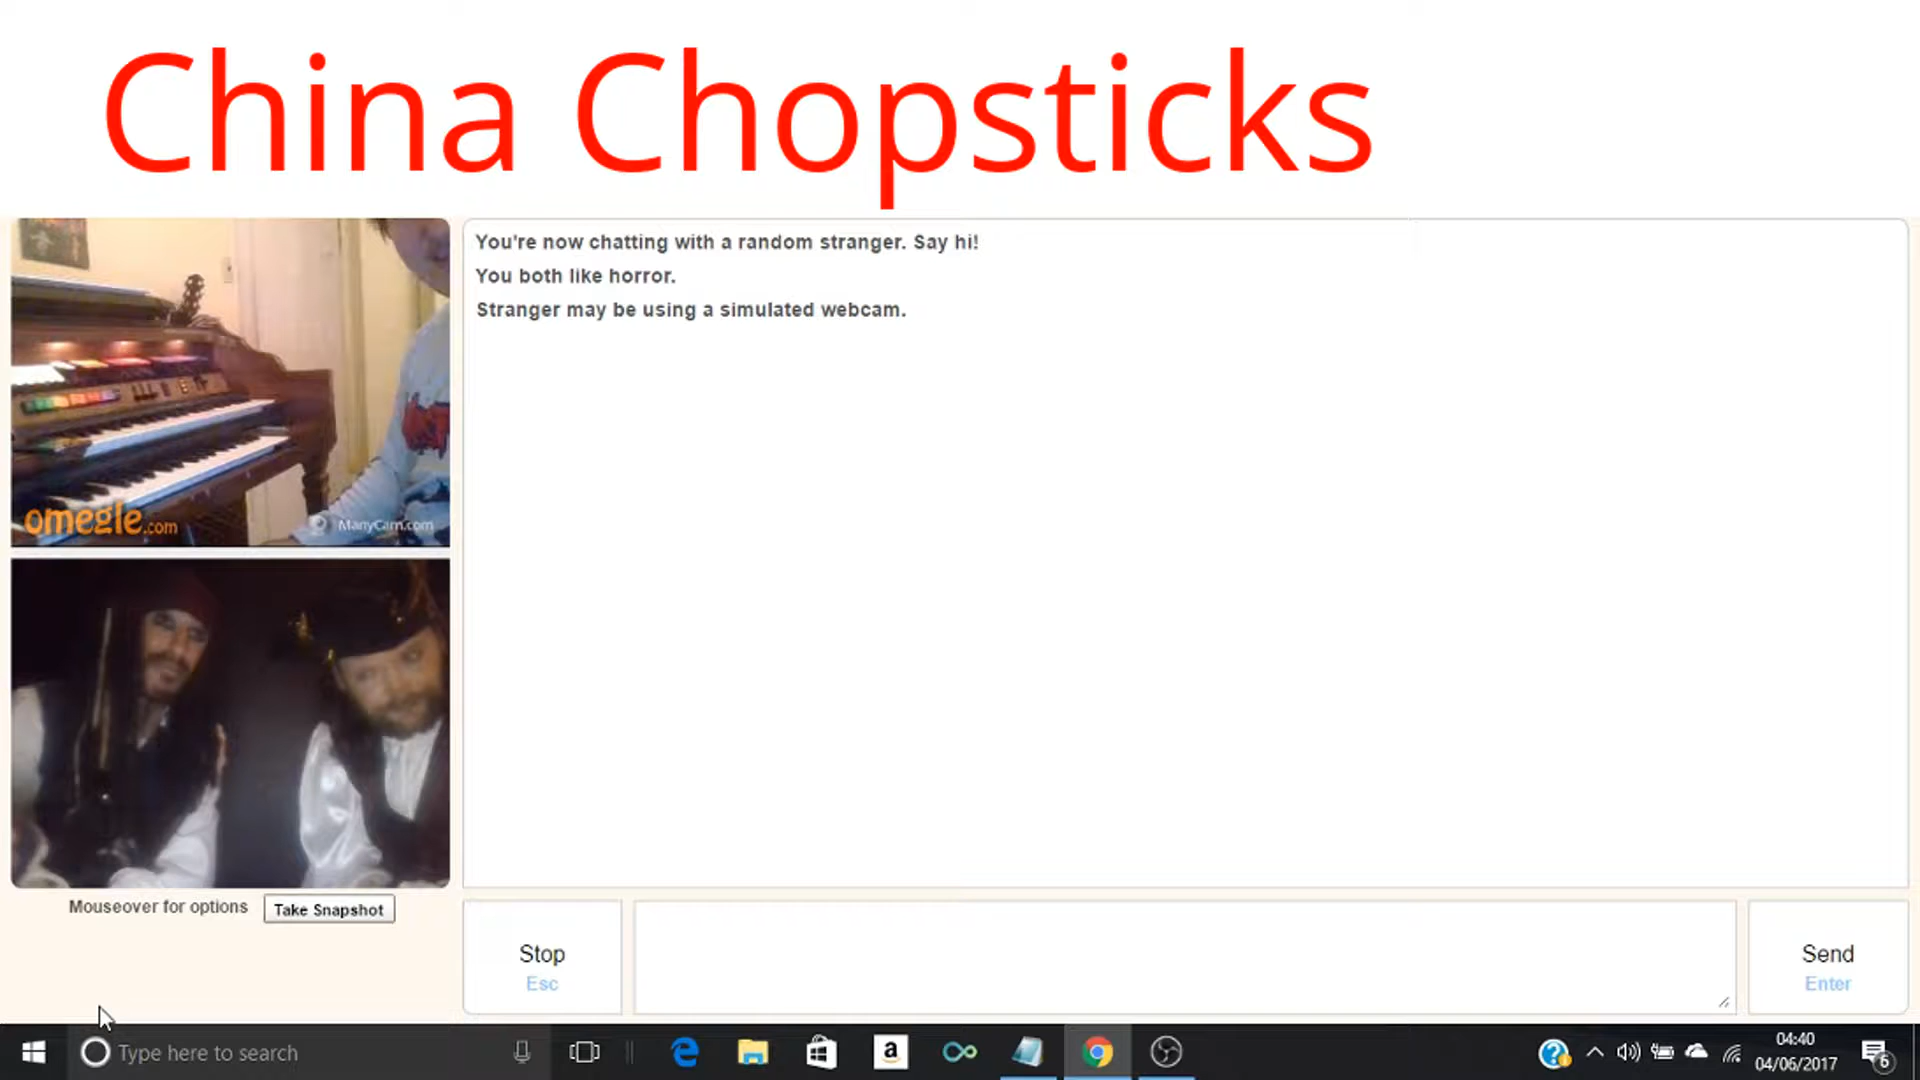 China Chopsticks
omegle.com
ManyCam.com
You're now chatting with a random stranger. Say hi!
You both like horror.
Stranger may be using a simulated webcam.
Mouseover for options
Take Snapshot
Stop
Esc
Send
Enter
Type here to search
a
04:40
04/06/2017
6